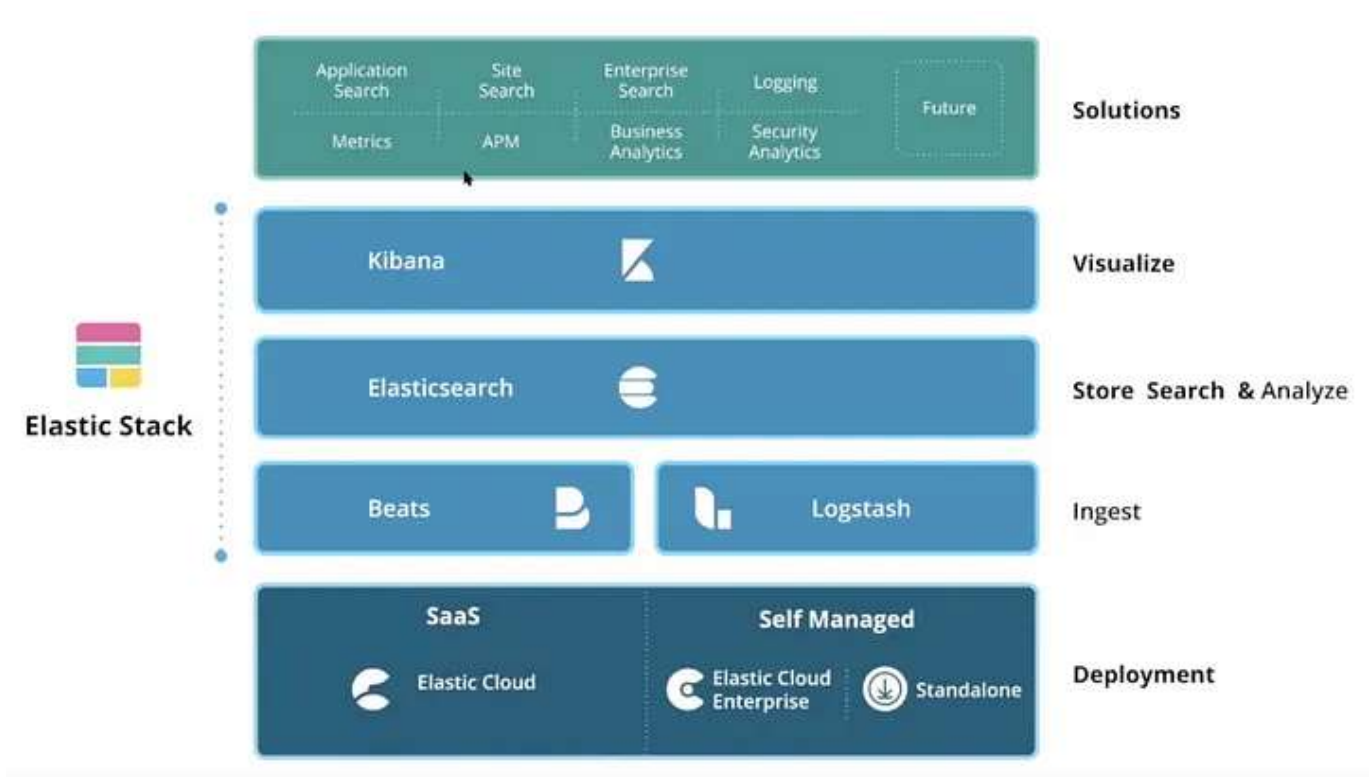 Application
Search
Site
Search
Enterprise
Search
Logging
Future
Metrics
APM
Business
Analytics
Security
Analytics
Solutions
Kibana
Visualize
Elastic Stack
Elasticsearch
Store Search & Analyze
Beats
Logstash
Ingest
SaaS
Elastic Cloud
Self Managed
Elastic Cloud
Enterprise
Standalone
Deployment